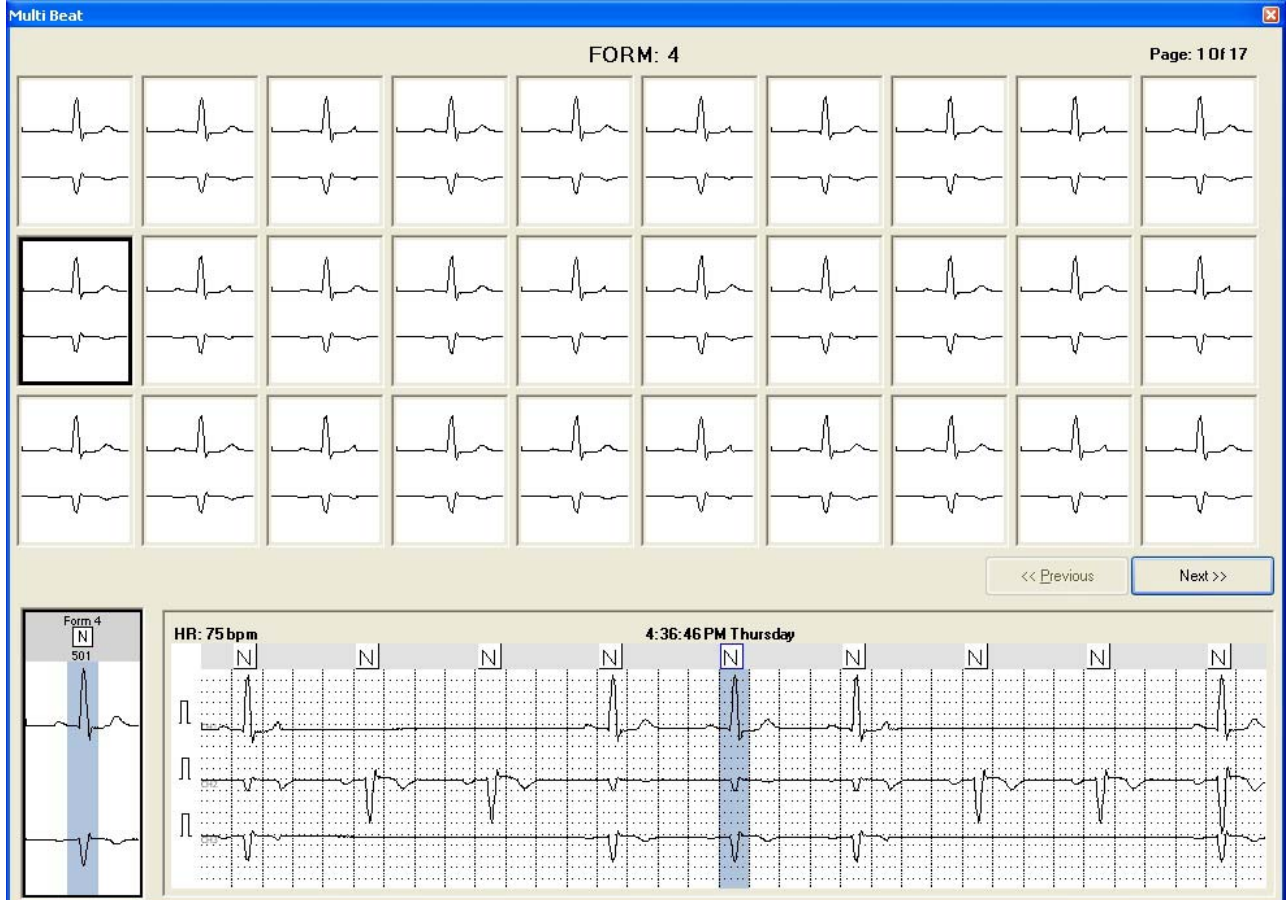 Multi Beat
FORM: 4
Page: 1 Of 17
<< Previous
Next >>
Form 4
N
501
HR: 75 bpm
4:36:46 PM Thursday
N N N N N N N N N
CH2